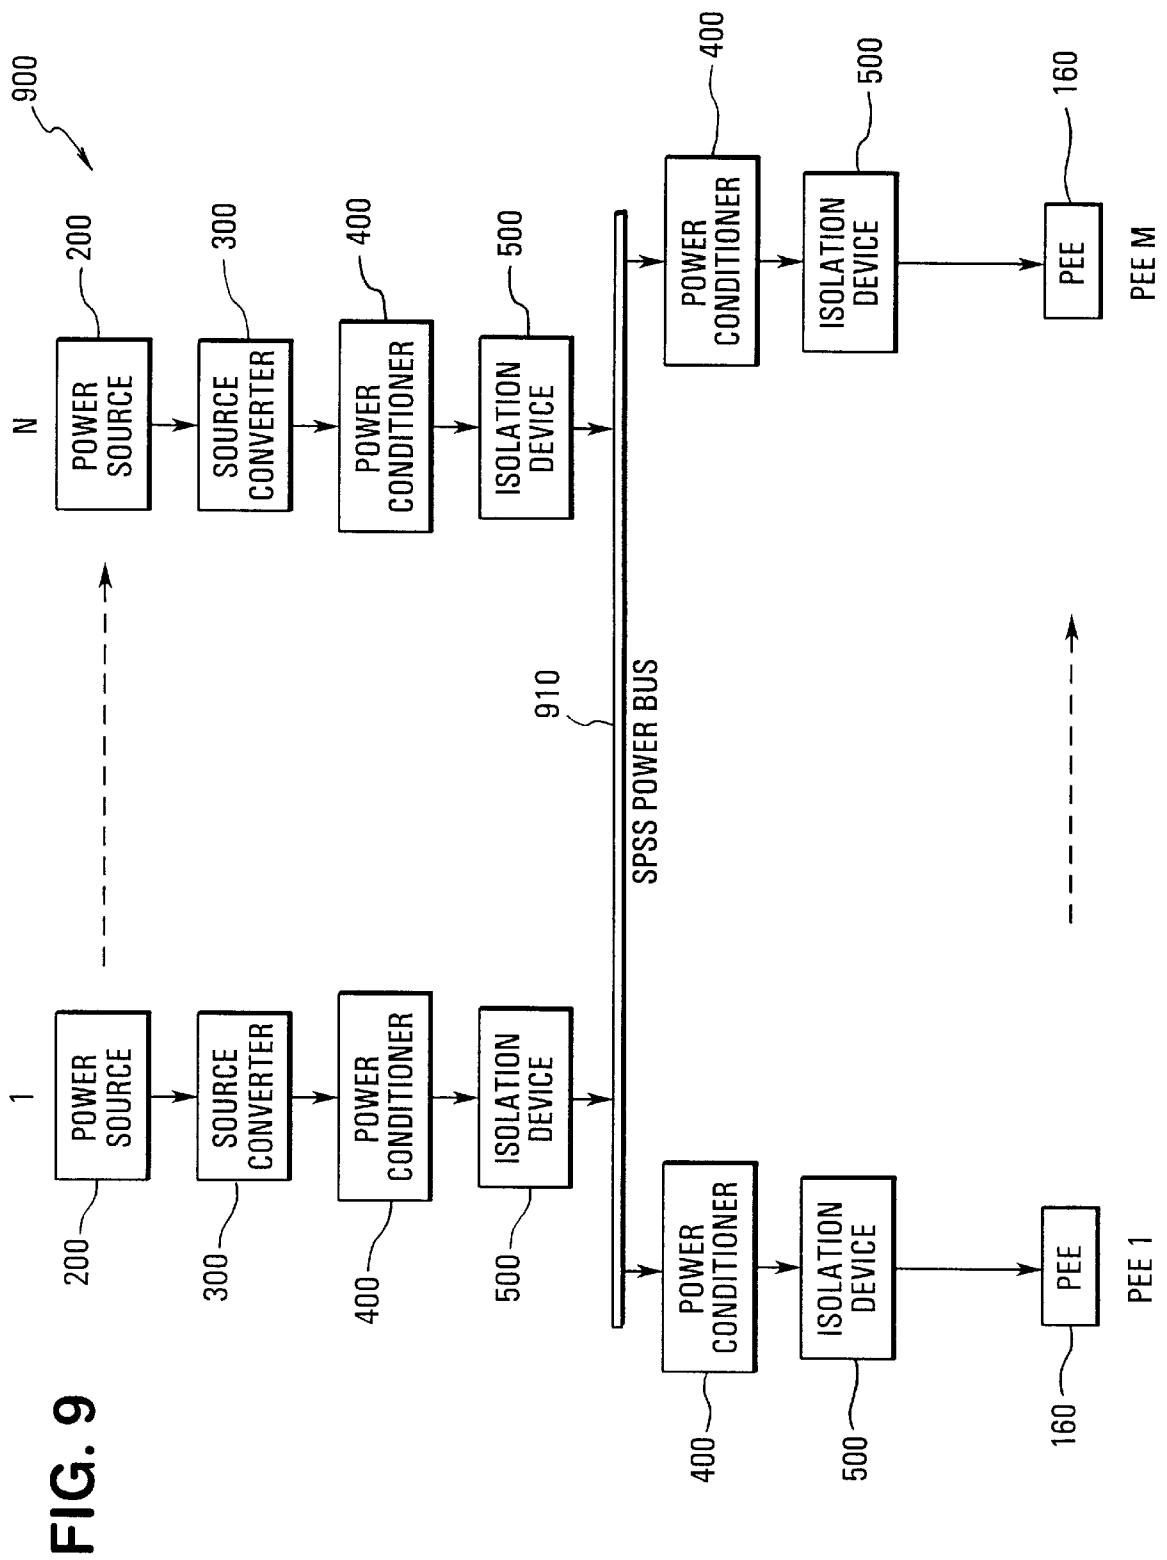 FIG. 9
900
1
N
200
POWER
SOURCE
200
POWER
SOURCE
300
SOURCE
CONVERTER
300
SOURCE
CONVERTER
400
POWER
CONDITIONER
400
POWER
CONDITIONER
500
ISOLATION
DEVICE
500
ISOLATION
DEVICE
910
SPSS POWER BUS
400
POWER
CONDITIONER
400
POWER
CONDITIONER
500
ISOLATION
DEVICE
500
ISOLATION
DEVICE
160
PEE
160
PEE
PEE 1
PEE M